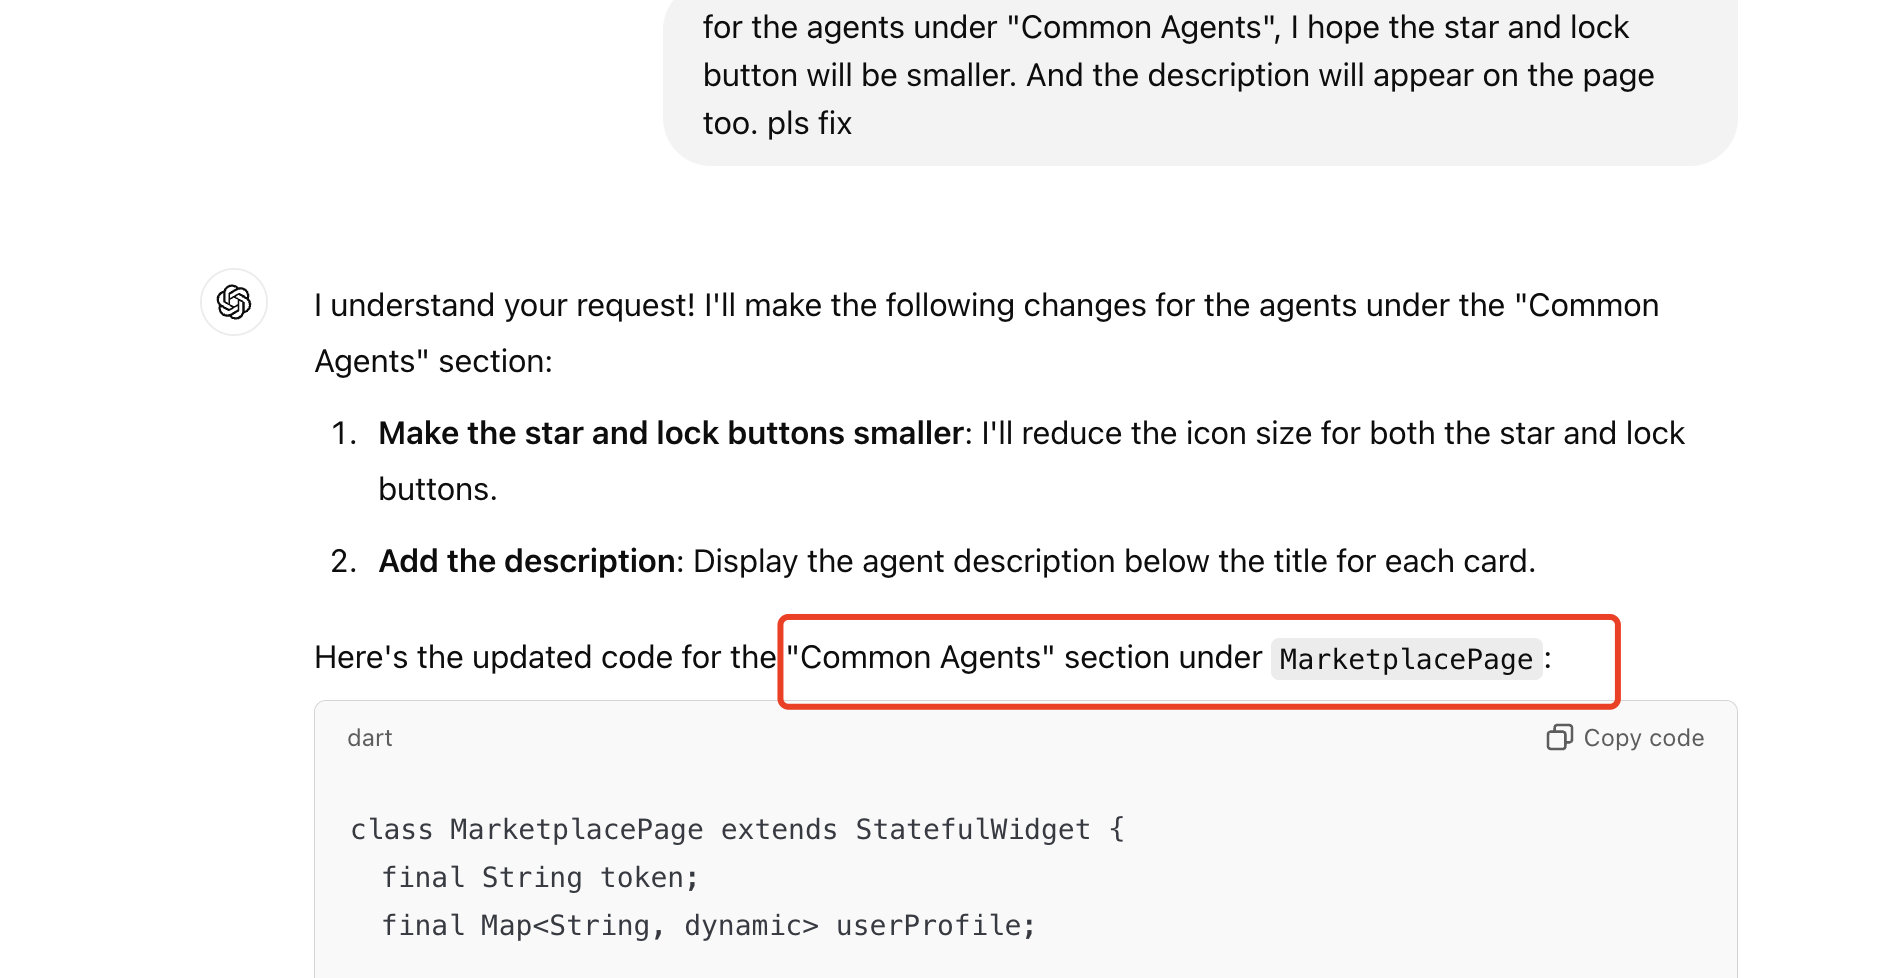 for the agents under "Common Agents", I hope the star and lock
button will be smaller. And the description will appear on the page
too. pls fix
I understand your request! I'll make the following changes for the agents under the "Common
Agents" section:
1. Make the star and lock buttons smaller: I'll reduce the icon size for both the star and lock
buttons.
2. Add the description: Display the agent description below the title for each card.
Here's the updated code for the "Common Agents" section under MarketplacePage:
dart
Copy code
class MarketplacePage extends StatefulWidget {
final String token;
final Map<String, dynamic> userProfile;